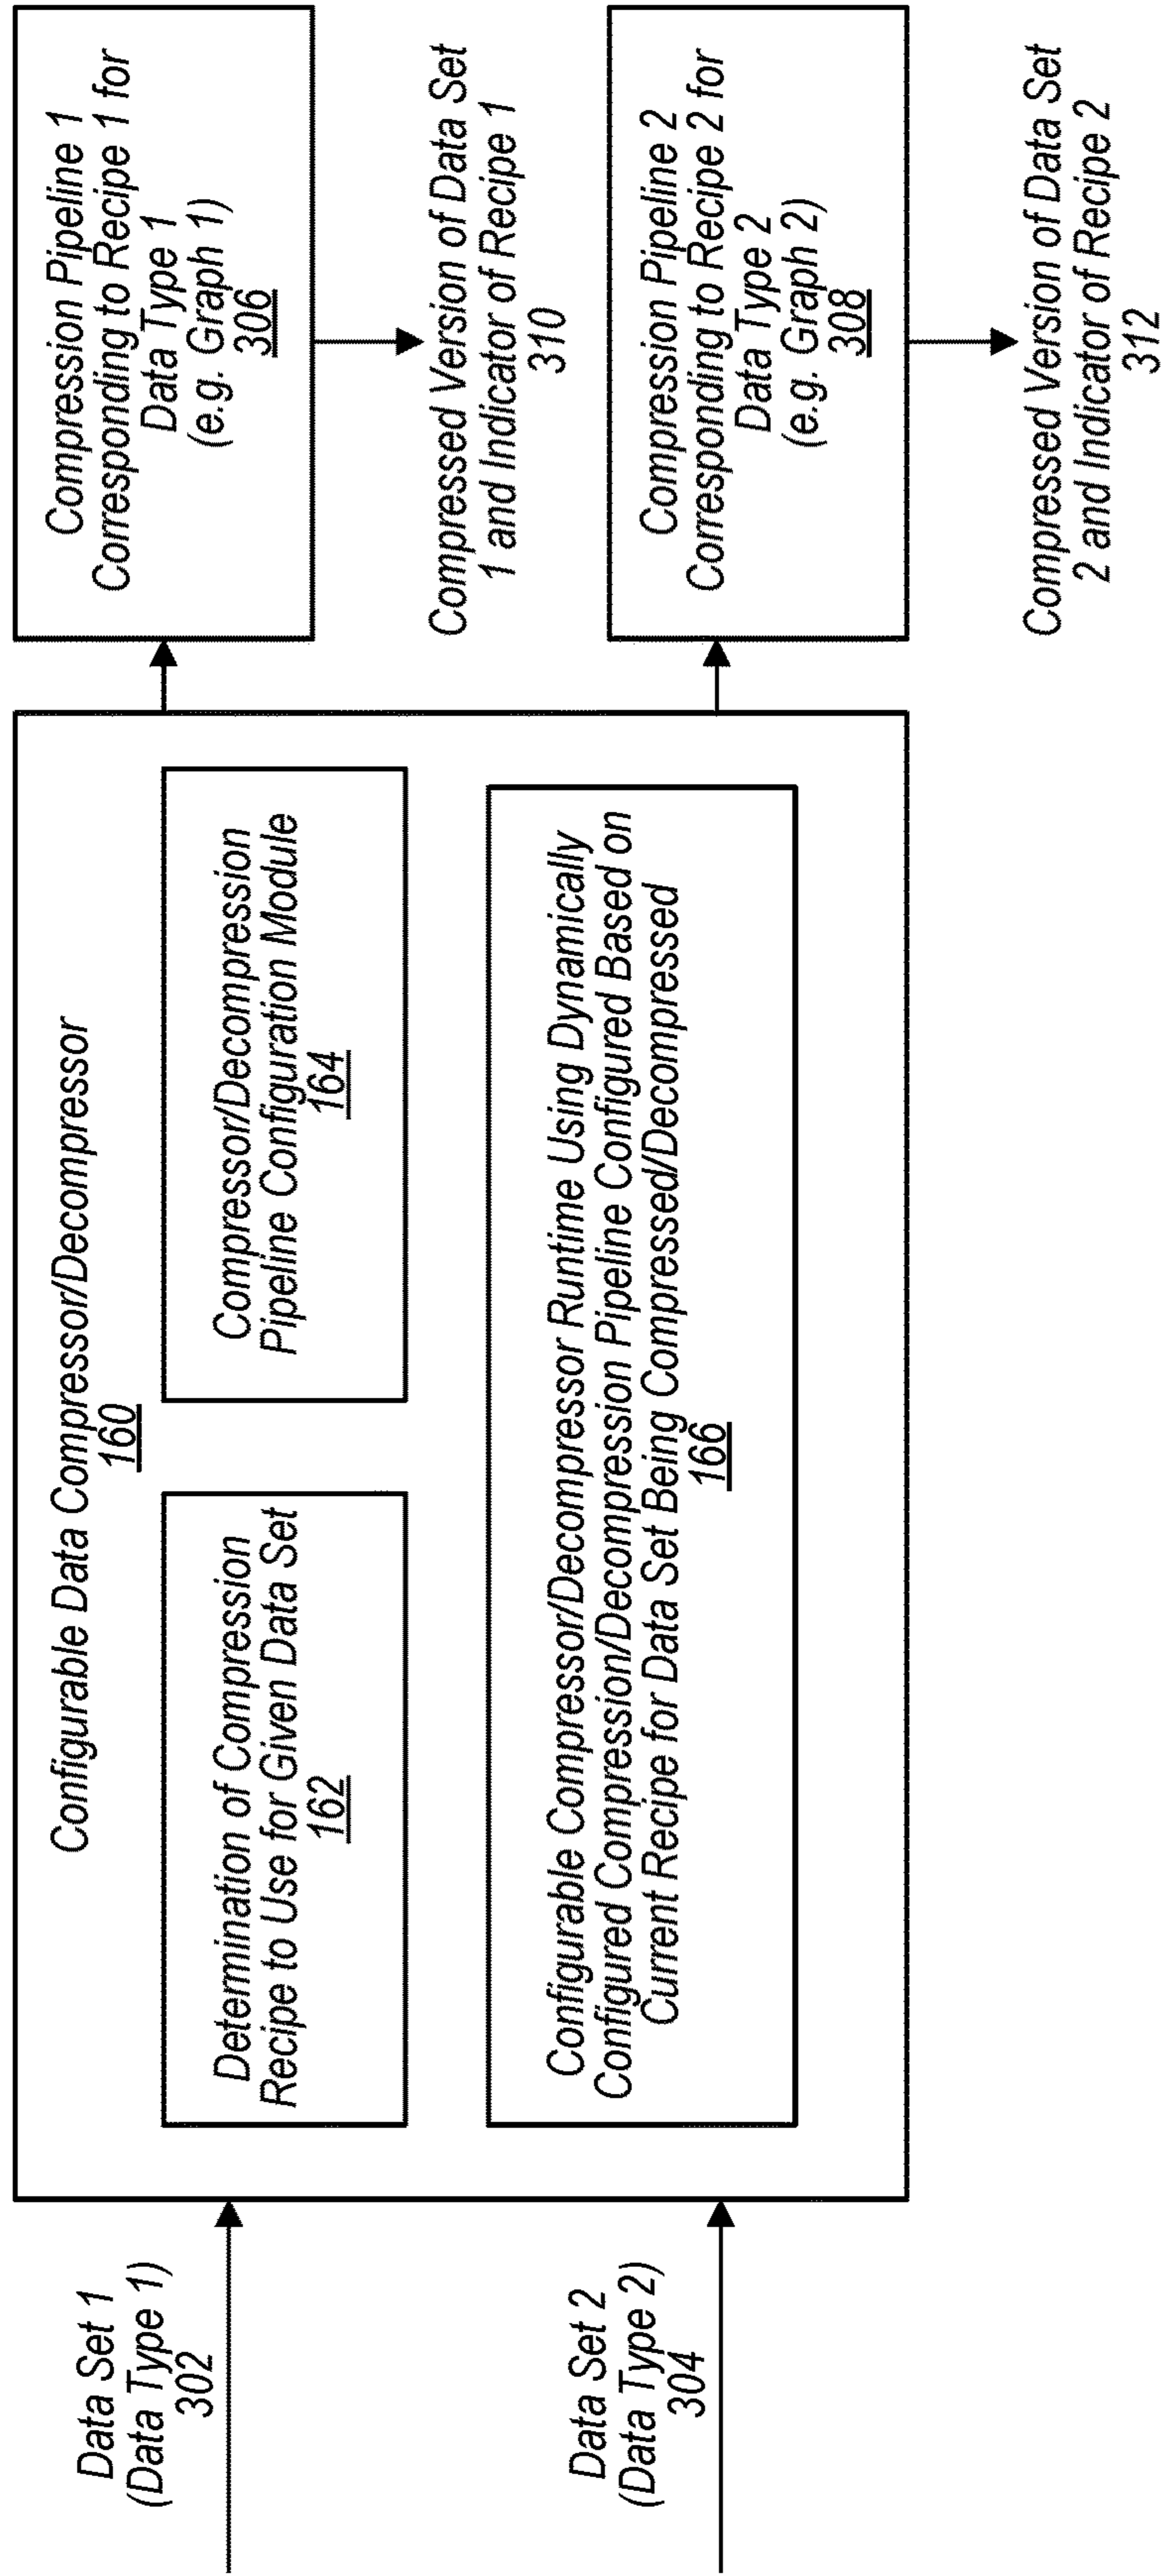 Data Set 1
(Data Type 1)
302
Data Set 2
(Data Type 2)
304
Configurable Data Compressor/Decompressor
160
Determination of Compression
Recipe to Use for Given Data Set
162
Compressor/Decompression
Pipeline Configuration Module
164
Configurable Compressor/Decompressor Runtime Using Dynamically
Configured Compression/Decompression Pipeline Configured Based on
Current Recipe for Data Set Being Compressed/Decompressed
166
Compression Pipeline 1
Corresponding to Recipe 1 for
Data Type 1
(e.g. Graph 1)
306
Compressed Version of Data Set
1 and Indicator of Recipe 1
310
Compression Pipeline 2
Corresponding to Recipe 2 for
Data Type 2
(e.g. Graph 2)
308
Compressed Version of Data Set
2 and Indicator of Recipe 2
312